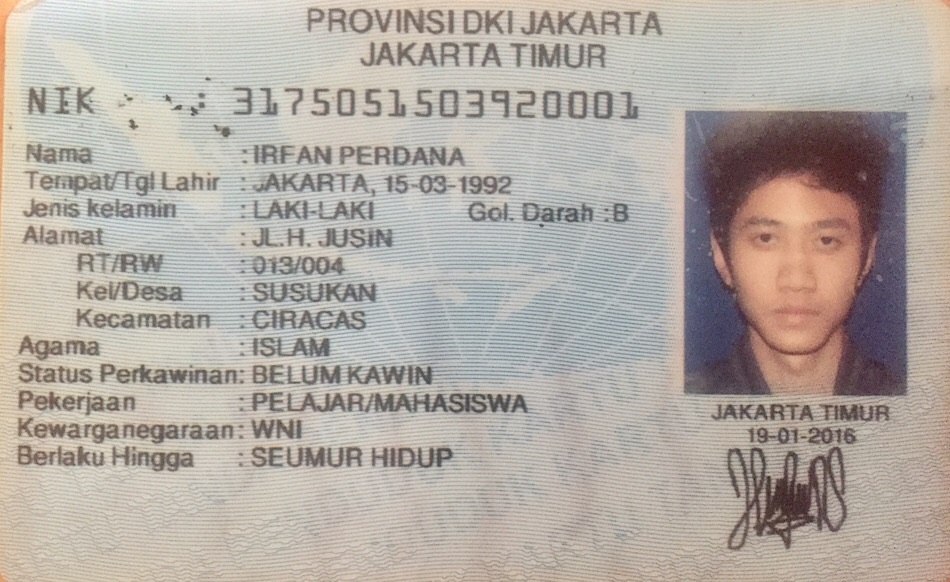 PROVINSI DKI JAKARTA
JAKARTA TIMUR
NIK : 3175051503920001
Nama : IRFAN PERDANA
Tempat/Tgl Lahir : JAKARTA, 15-03-1992
Jenis kelamin : LAKI-LAKI Gol. Darah : B
Alamat : JL.H. JUSIN
RT/RW : 013/004
Kel/Desa : SUSUKAN
Kecamatan : CIRACAS
Agama : ISLAM
Status Perkawinan: BELUM KAWIN
Pekerjaan : PELAJAR/MAHASISWA
Kewarganegaraan: WNI
Berlaku Hingga : SEUMUR HIDUP
JAKARTA TIMUR
19-01-2016